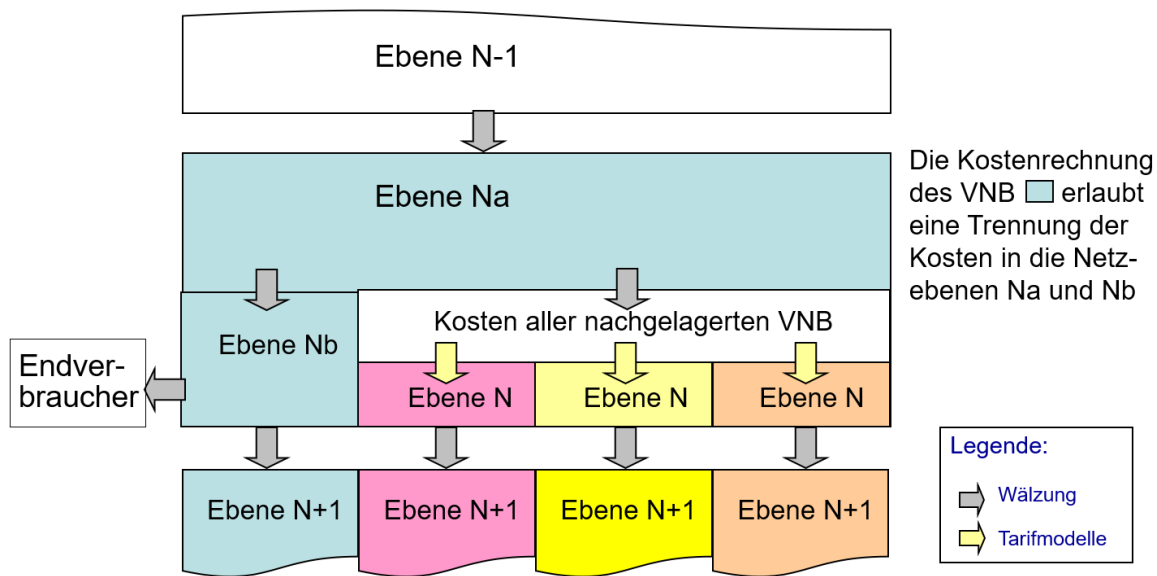 Ebene N-1
Ebene Na
Die Kostenrechnung
des VNB erlaubt
eine Trennung der
Kosten in die Netz-
ebenen Na und Nb
Kosten aller nachgelagerten VNB
Ebene Nb
Endver-
braucher
Ebene N
Ebene N
Ebene N
Ebene N+1
Ebene N+1
Ebene N+1
Ebene N+1
Legende:
Wälzung
Tarifmodelle